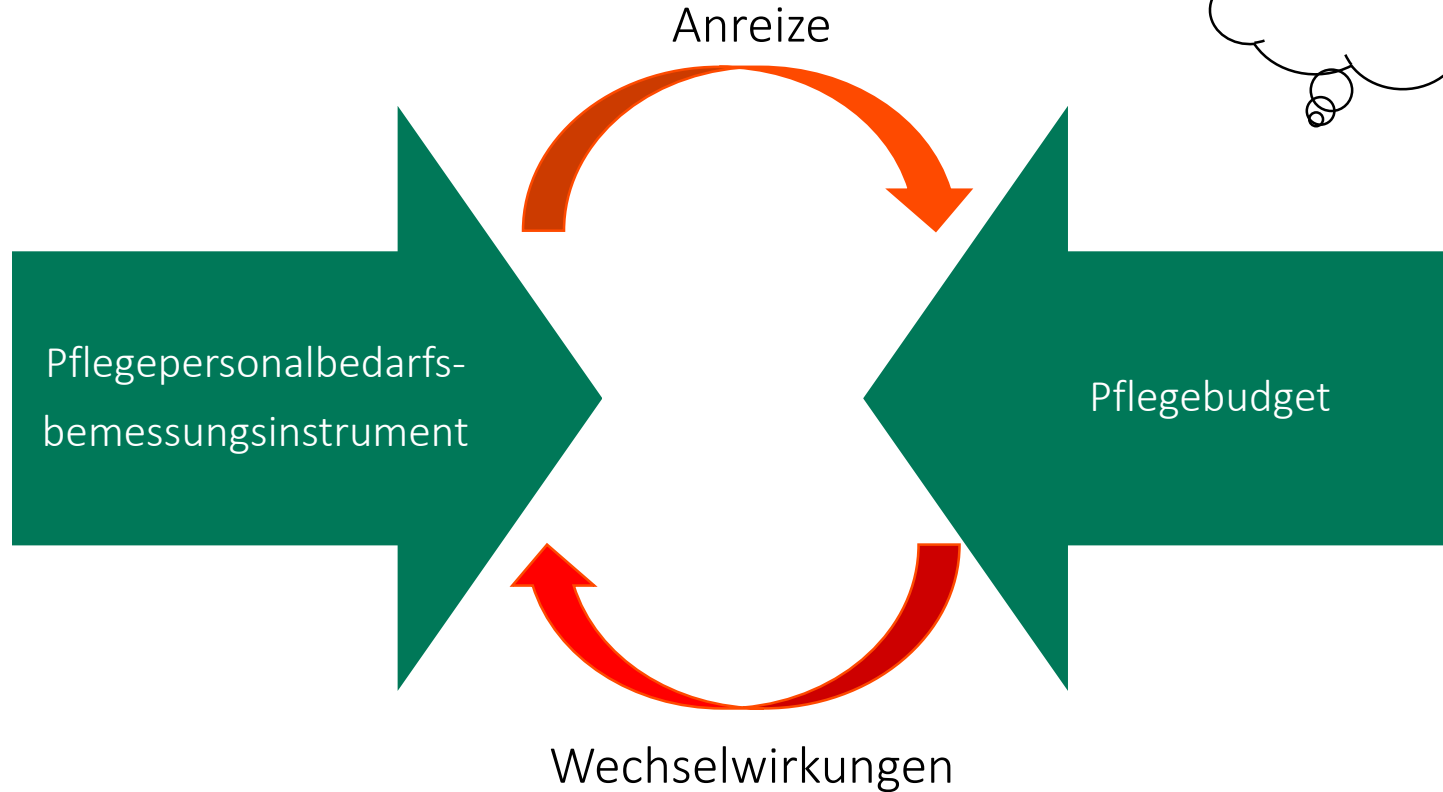 Anreize
Pflegepersonalbedarfs-
bemessungsinstrument
Pflegebudget
Wechselwirkungen